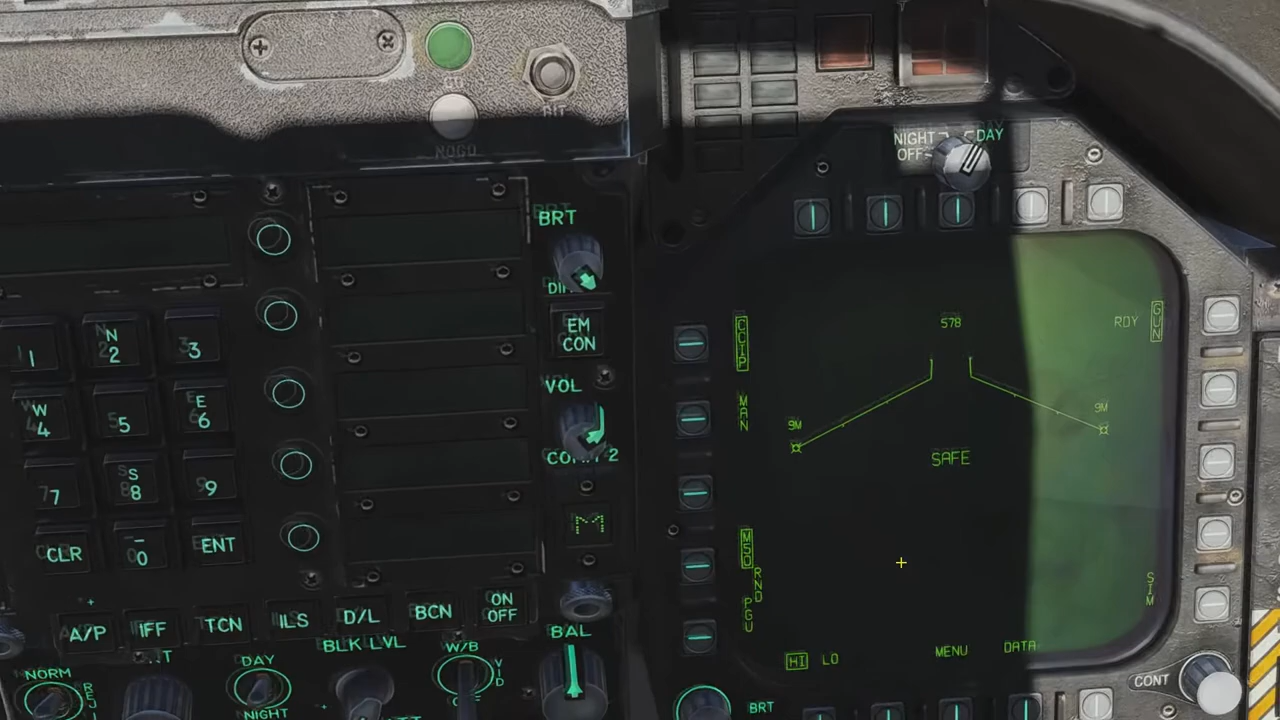 NOGO
NIGHT
DAY
OFF
BRT
DIM
EM
CON
VOL
COMM 2
1
N
2
3
W
4
5
E
6
7
S
8
9
CLR
-
0
ENT
A/P
IFF
TCN
ILS
D/L
BCN
ON
OFF
NORM
DAY
NIGHT
BLK LVL
W/B
VID
BAL
M
CCIP
MAN
578
RDY
GUN
9M
9M
SAFE
M50
RND
PGU
SIM
HI
LO
MENU
DATA
BRT
CONT